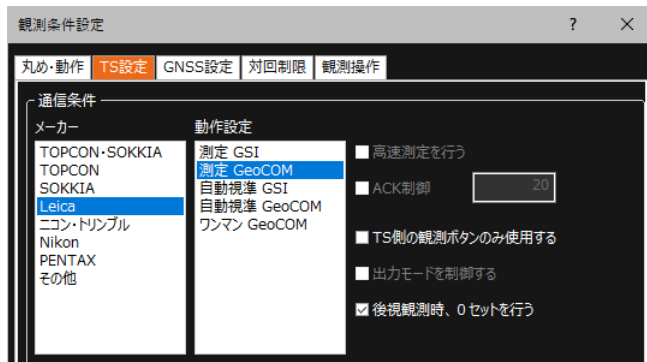 観測条件設定 ? ×
丸め・動作 TS設定 GNSS設定 対回制限 観測操作
通信条件
メーカー
TOPCON・SOKKIA
TOPCON
SOKKIA
Leica
ニコン・トリンブル
Nikon
PENTAX
その他
動作設定
測定 GSI
測定 GeoCOM
自動視準 GSI
自動視準 GeoCOM
ワンマン GeoCOM
高速測定を行う
ACK制御 20
TS側の観測ボタンのみ使用する
出力モードを制御する
後視観測時、0セットを行う